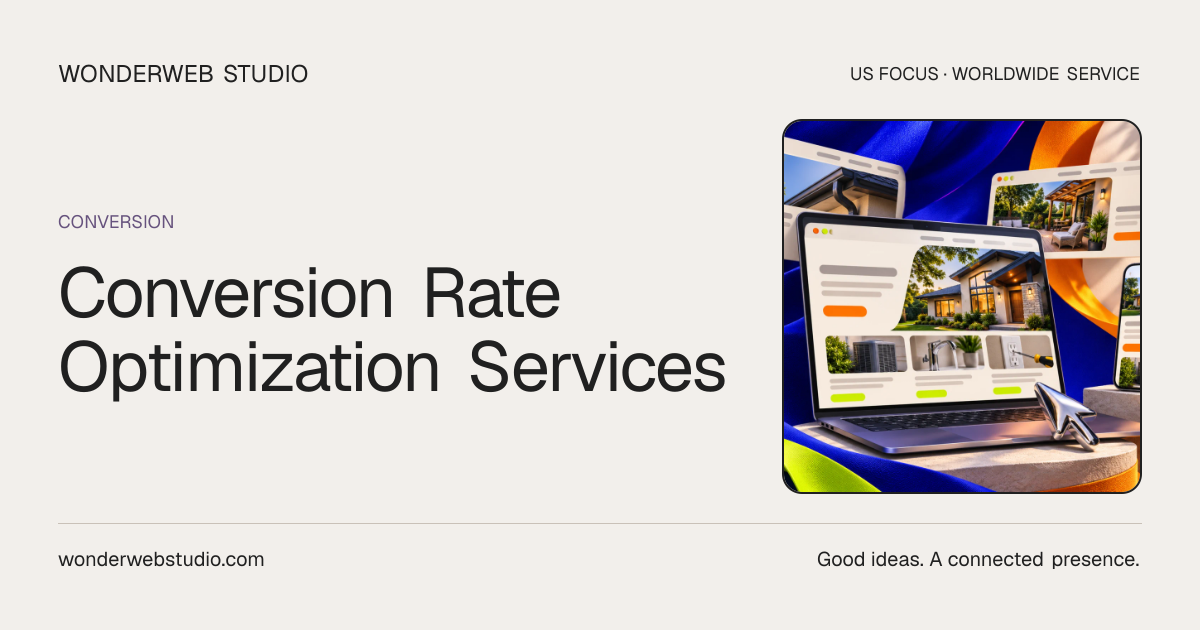 WONDERWEB STUDIO
US FOCUS · WORLDWIDE SERVICE
CONVERSION
Conversion Rate
Optimization Services
wonderwebstudio.com
Good ideas. A connected presence.